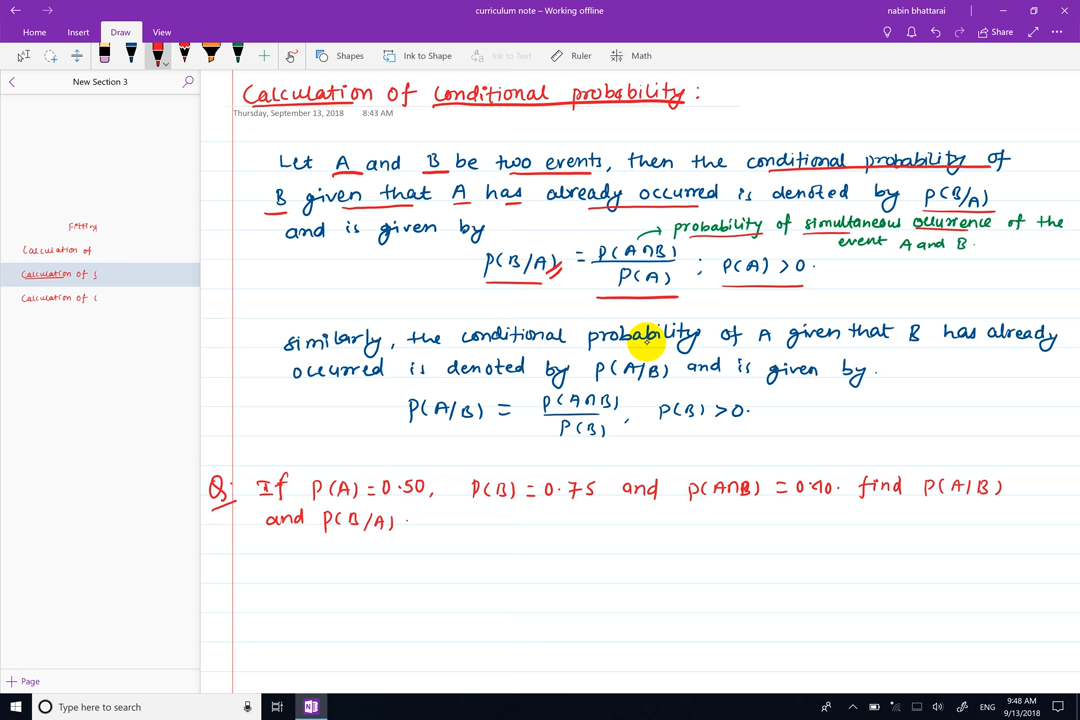 curriculum note – Working offline
nabin bhattarai
Home Insert Draw View
Share
Shapes Ink to Shape Ink to Text Ruler Math
New Section 3
Calculation of conditional probability :
Thursday, September 13, 2018 8:43 AM
Let A and B be two events, then the conditional probability of
B given that A has already occurred is denoted by P(B/A)
and is given by
probability of simultaneous occurrence of the
event A and B.
P(B/A) = P(A∩B) / P(A) ; P(A) > 0.
Similarly, the conditional probability of A given that B has already
occurred is denoted by P(A/B) and is given by.
P(A/B) = P(A∩B) / P(B) , P(B) > 0.
Q: If P(A) = 0.50, P(B) = 0.75 and P(A∩B) = 0.40. find P(A/B)
and P(B/A).
Calculation of
Calculation of
Calculation of (
+ Page
Type here to search
ENG
9:48 AM
9/13/2018